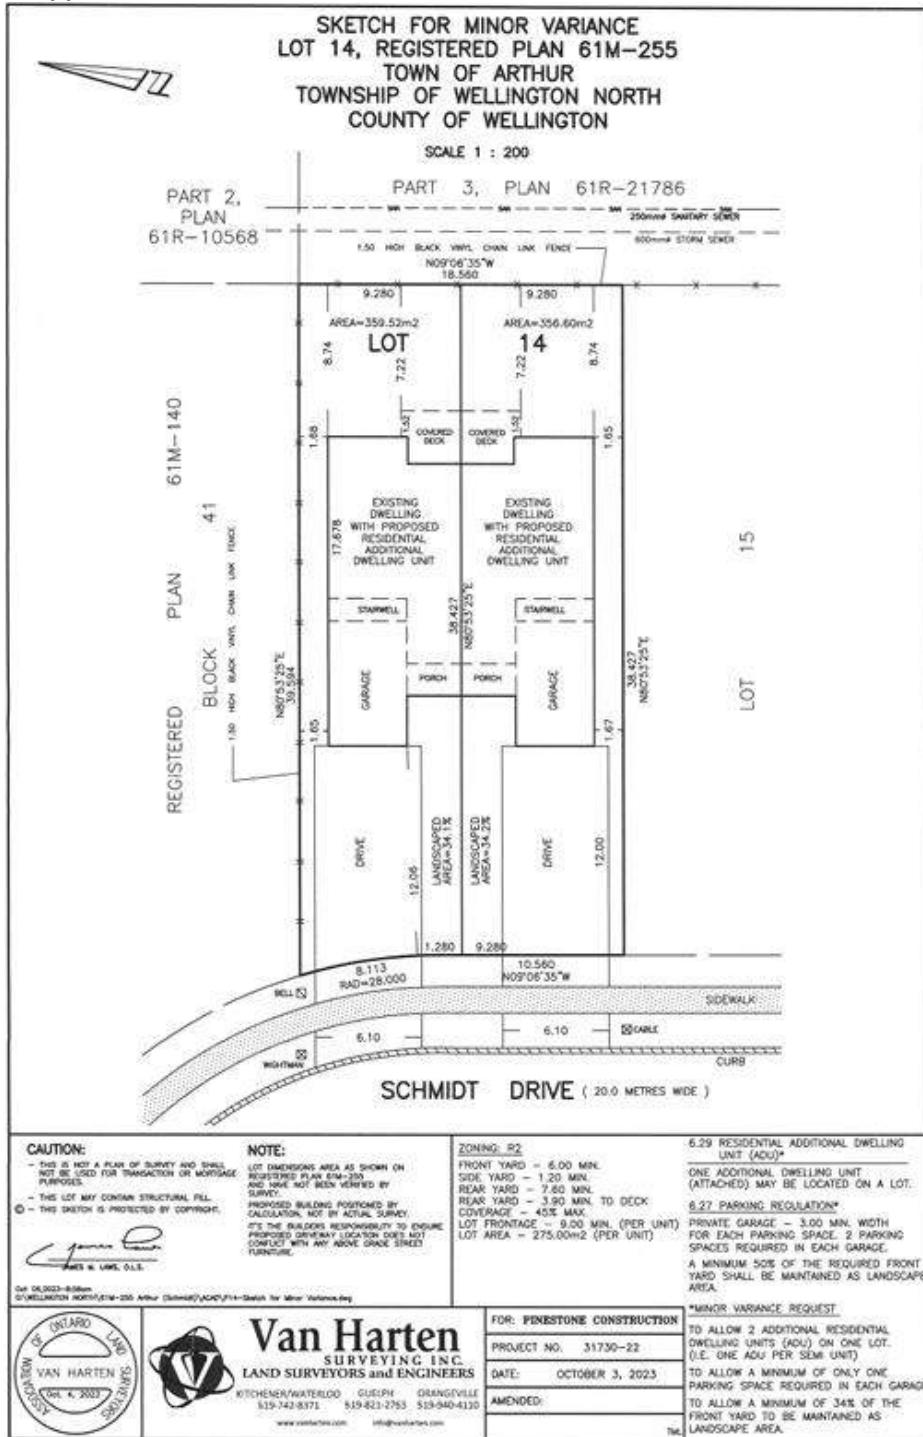 SKETCH FOR MINOR VARIANCE
LOT 14, REGISTERED PLAN 61M-255
TOWN OF ARTHUR
TOWNSHIP OF WELLINGTON NORTH
COUNTY OF WELLINGTON
SCALE 1 : 200
PART 2,
PLAN
61R-10568
PART 3, PLAN 61R-21786
SAN SAN SAN SAN
250mmø SANITARY SEWER
600mmø STORM SEWER
1.50 HIGH BLACK VINYL CHAIN LINK FENCE
N09°06'35"W
18.560
9.280 9.280
AREA=359.52m2 AREA=356.60m2
LOT 14
8.74 7.22 7.22 8.74
1.52 1.52
COVERED DECK COVERED DECK
1.68 1.65
REGISTERED PLAN 61M-140
BLOCK 41
1.50 HIGH BLACK VINYL CHAIN LINK FENCE
17.678
EXISTING
DWELLING
WITH PROPOSED
RESIDENTIAL
ADDITIONAL
DWELLING UNIT
EXISTING
DWELLING
WITH PROPOSED
RESIDENTIAL
ADDITIONAL
DWELLING UNIT
LOT 15
STAIRWELL STAIRWELL
38.427
N80°53'25"E
N80°53'25"E
39.594
38.427
N80°53'25"E
GARAGE PORCH PORCH GARAGE
1.65 1.67
DRIVE
LANDSCAPED
AREA=34.1%
LANDSCAPED
AREA=34.2%
DRIVE
12.06 12.00
1.280 9.280
8.113
RAD=28.000
10.560
N09°06'35"W
BELL
SIDEWALK
6.10 6.10
CABLE
WIGHTMAN
CURB
SCHMIDT DRIVE ( 20.0 METRES WIDE )
CAUTION:
- THIS IS NOT A PLAN OF SURVEY AND SHALL
NOT BE USED FOR TRANSACTION OR MORTGAGE
PURPOSES.
- THIS LOT MAY CONTAIN STRUCTURAL FILL.
© - THIS SKETCH IS PROTECTED BY COPYRIGHT.
JAMES M. LAWS, O.L.S.
NOTE:
LOT DIMENSIONS AREA AS SHOWN ON
REGISTERED PLAN 61M-255
AND HAVE NOT BEEN VERIFIED BY
SURVEY.
PROPOSED BUILDING POSITIONED BY
CALCULATION, NOT BY ACTUAL SURVEY.
IT'S THE BUILDERS RESPONSIBILITY TO ENSURE
PROPOSED DRIVEWAY LOCATION DOES NOT
CONFLICT WITH ANY ABOVE GRADE STREET
FURNITURE.
ZONING: R2
FRONT YARD - 6.00 MIN.
SIDE YARD - 1.20 MIN.
REAR YARD - 7.60 MIN.
REAR YARD - 3.90 MIN. TO DECK
COVERAGE - 45% MAX.
LOT FRONTAGE - 9.00 MIN. (PER UNIT)
LOT AREA - 275.00m2 (PER UNIT)
6.29 RESIDENTIAL ADDITIONAL DWELLING
UNIT (ADU)*
ONE ADDITIONAL DWELLING UNIT
(ATTACHED) MAY BE LOCATED ON A LOT.
6.27 PARKING REGULATION*
PRIVATE GARAGE - 3.00 MIN. WIDTH
FOR EACH PARKING SPACE. 2 PARKING
SPACES REQUIRED IN EACH GARAGE.
A MINIMUM 50% OF THE REQUIRED FRONT
YARD SHALL BE MAINTAINED AS LANDSCAPE
AREA.
*MINOR VARIANCE REQUEST
TO ALLOW 2 ADDITIONAL RESIDENTIAL
DWELLING UNITS (ADU) ON ONE LOT.
(I.E. ONE ADU PER SEMI UNIT)
TO ALLOW A MINIMUM OF ONLY ONE
PARKING SPACE REQUIRED IN EACH GARAG
TO ALLOW A MINIMUM OF 34% OF THE
FRONT YARD TO BE MAINTAINED AS
LANDSCAPE AREA.
ASSOCIATION OF ONTARIO LAND SURVEYORS
VAN HARTEN
Oct. 4, 2023
Van Harten
SURVEYING INC.
LAND SURVEYORS and ENGINEERS
KITCHENER/WATERLOO GUELPH ORANGEVILLE
519-742-8371 519-821-2763 519-940-4110
www.vanharten.com info@vanharten.com
FOR: PINESTONE CONSTRUCTION
PROJECT NO. 31730-22
DATE: OCTOBER 3, 2023
AMENDED: